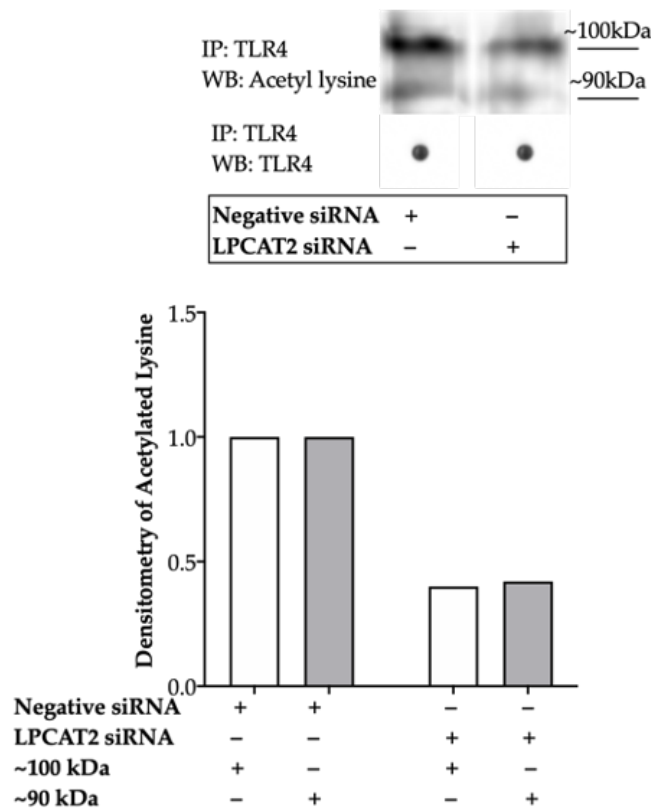 ~100kDa
IP: TLR4
WB: Acetyl lysine
~90kDa
IP: TLR4
WB: TLR4
Negative siRNA + –
LPCAT2 siRNA – +
Densitometry of Acetylated Lysine
1.5
1.0
0.5
0.0
Negative siRNA + + – –
LPCAT2 siRNA – – + +
~100 kDa + – + –
~90 kDa – + – +